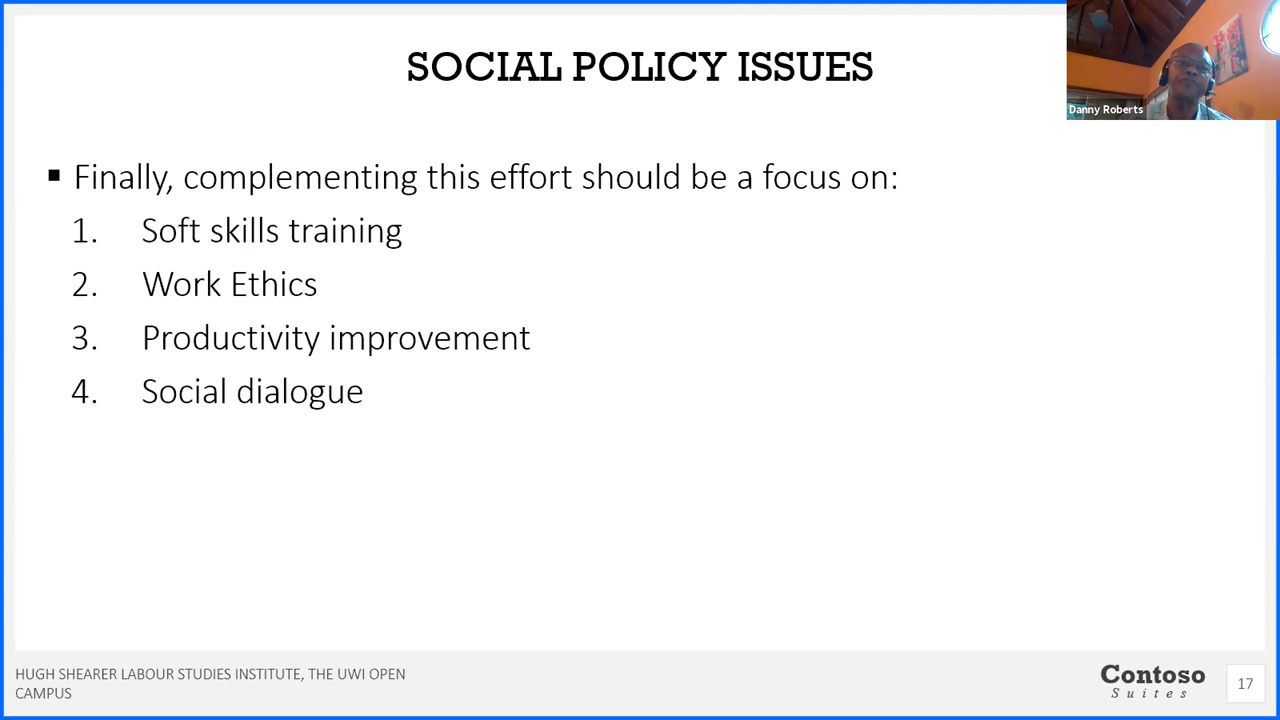 SOCIAL POLICY ISSUES
Danny Roberts
▪ Finally, complementing this effort should be a focus on:
1. Soft skills training
2. Work Ethics
3. Productivity improvement
4. Social dialogue
HUGH SHEARER LABOUR STUDIES INSTITUTE, THE UWI OPEN
CAMPUS
Contoso
Suites
17